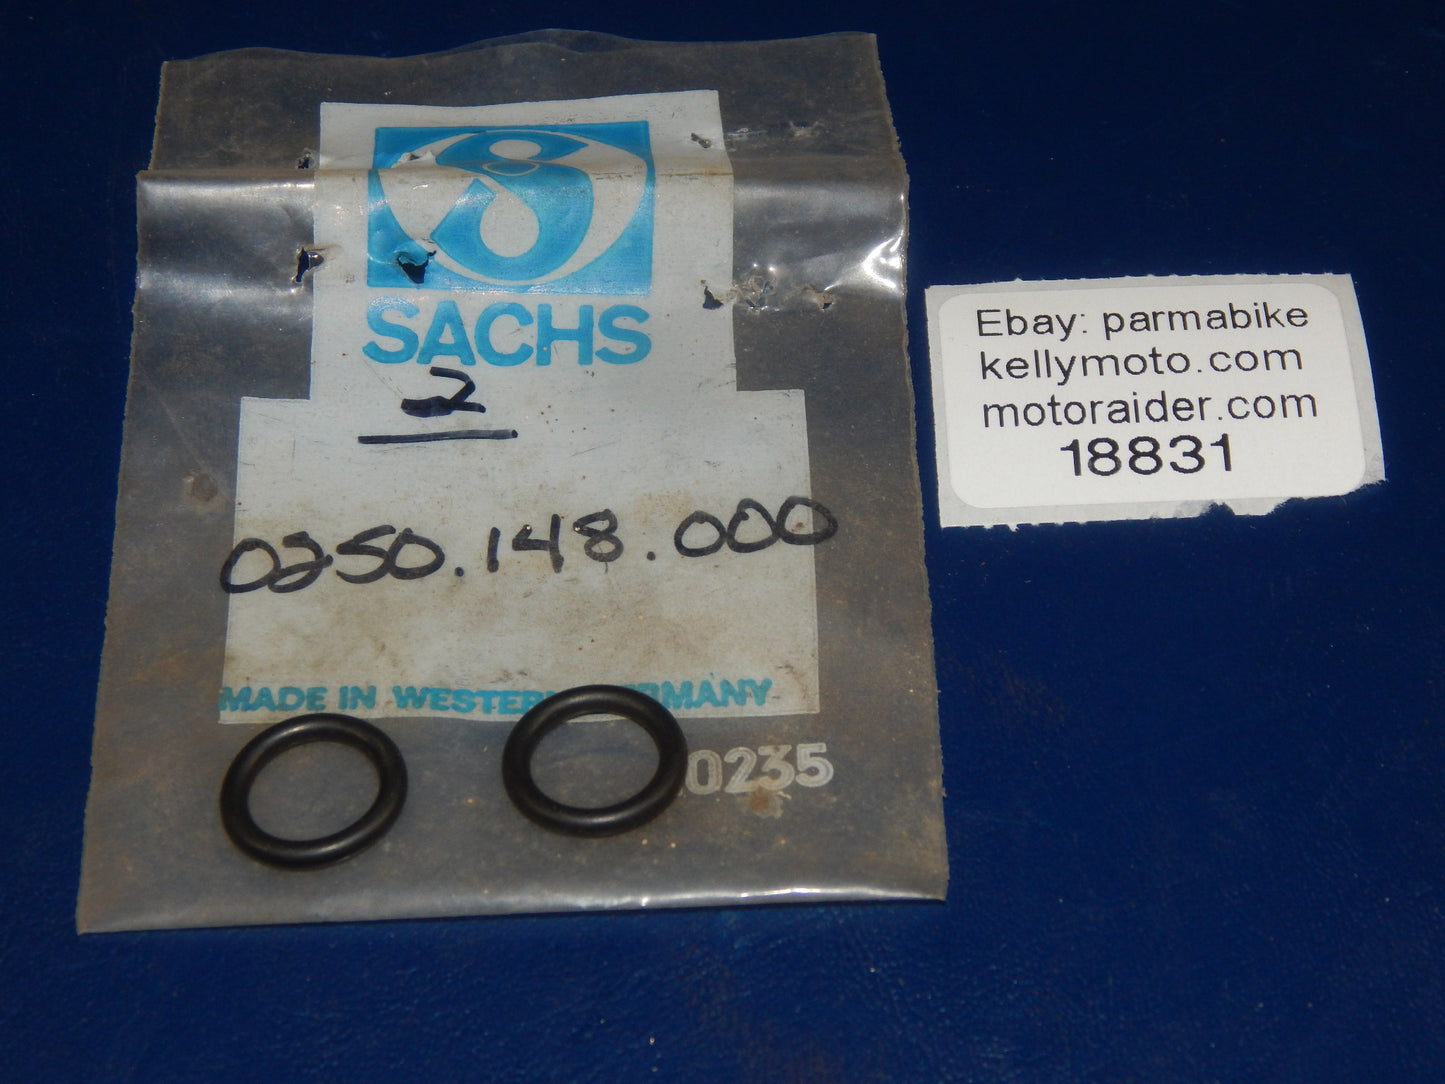 SACHS
2
0250.148.000
MADE IN WESTERN GERMANY
0235
Ebay: parmabike
kellymoto.com
motoraider.com
18831